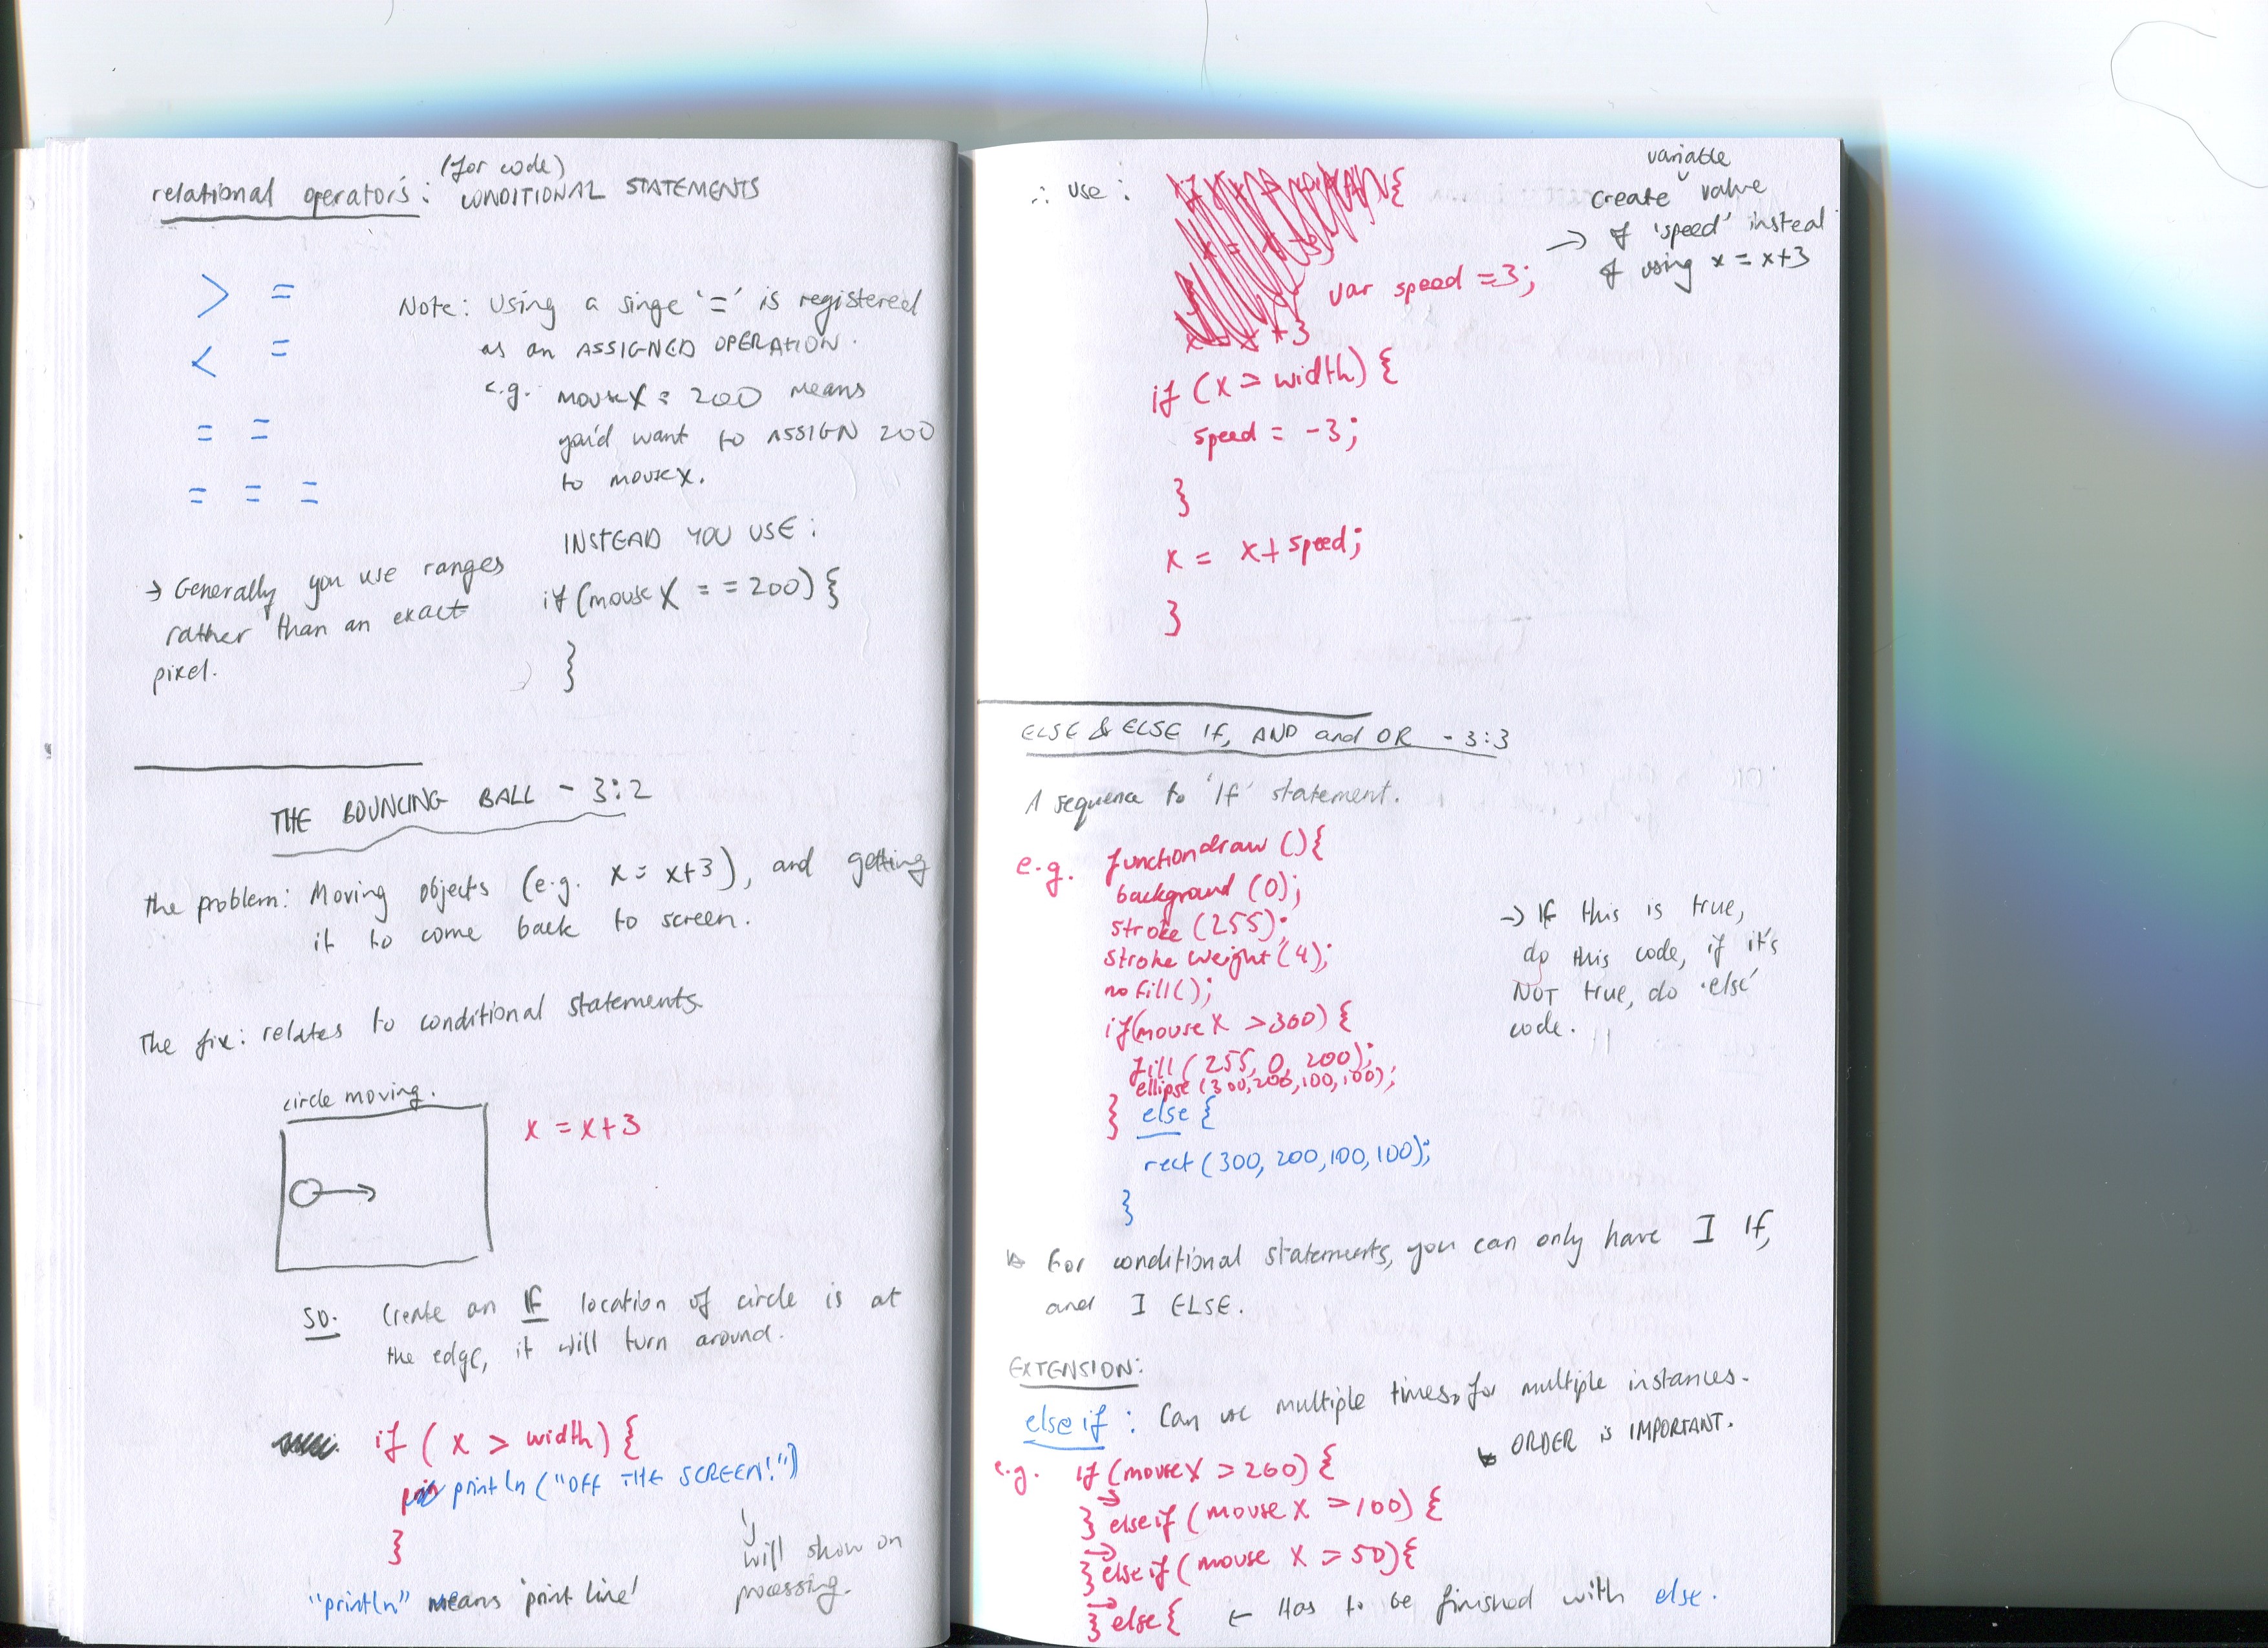 (for code)
relational operators: CONDITIONAL STATEMENTS
> =
< =
= =
= = =
Note: Using a singe '=' is registered
as an ASSIGNED OPERATION.
e.g. mouseX = 200 means
you'd want to ASSIGN 200
to mouseX.
INSTEAD YOU USE:
if (mouseX = = 200) {
}
→ Generally you use ranges
rather than an exact
pixel.
THE BOUNCING BALL - 3:2
The problem: Moving objects (e.g. x = x+3), and getting
it to come back to screen.
The fix: relates to conditional statements.
circle moving.
x = x+3
SO. Create an IF location of circle is at
the edge, it will turn around.
if ( x > width) {
println ("OFF THE SCREEN!")
}
will show on
processing.
"println" means 'print line'
∴ use:
+3
var speed = 3;
variable
create value
→ of 'speed' instead
of using x = x+3
if (x > width) {
speed = -3;
}
x = x+speed;
}
ELSE & ELSE If, AND and OR - 3:3
A sequence to 'If' statement.
e.g. function draw () {
background (0);
stroke (255);
stroke weight (4);
no fill();
if(mouse X >300) {
fill ( 255, 0, 200);
ellipse (300,200,100,100);
} else {
rect (300, 200, 100, 100);
}
→ If this is true,
do this code, if it's
NOT true, do 'else'
code.
For conditional statements, you can only have I If,
and I ELSE.
EXTENSION:
else if : Can use multiple times, for multiple instances.
ORDER is IMPORTANT.
e.g. if (mouseX > 260) {
} → else if ( mouse X > 100) {
} → else if ( mouse X > 50) {
} → else { ← Has to be finished with else.